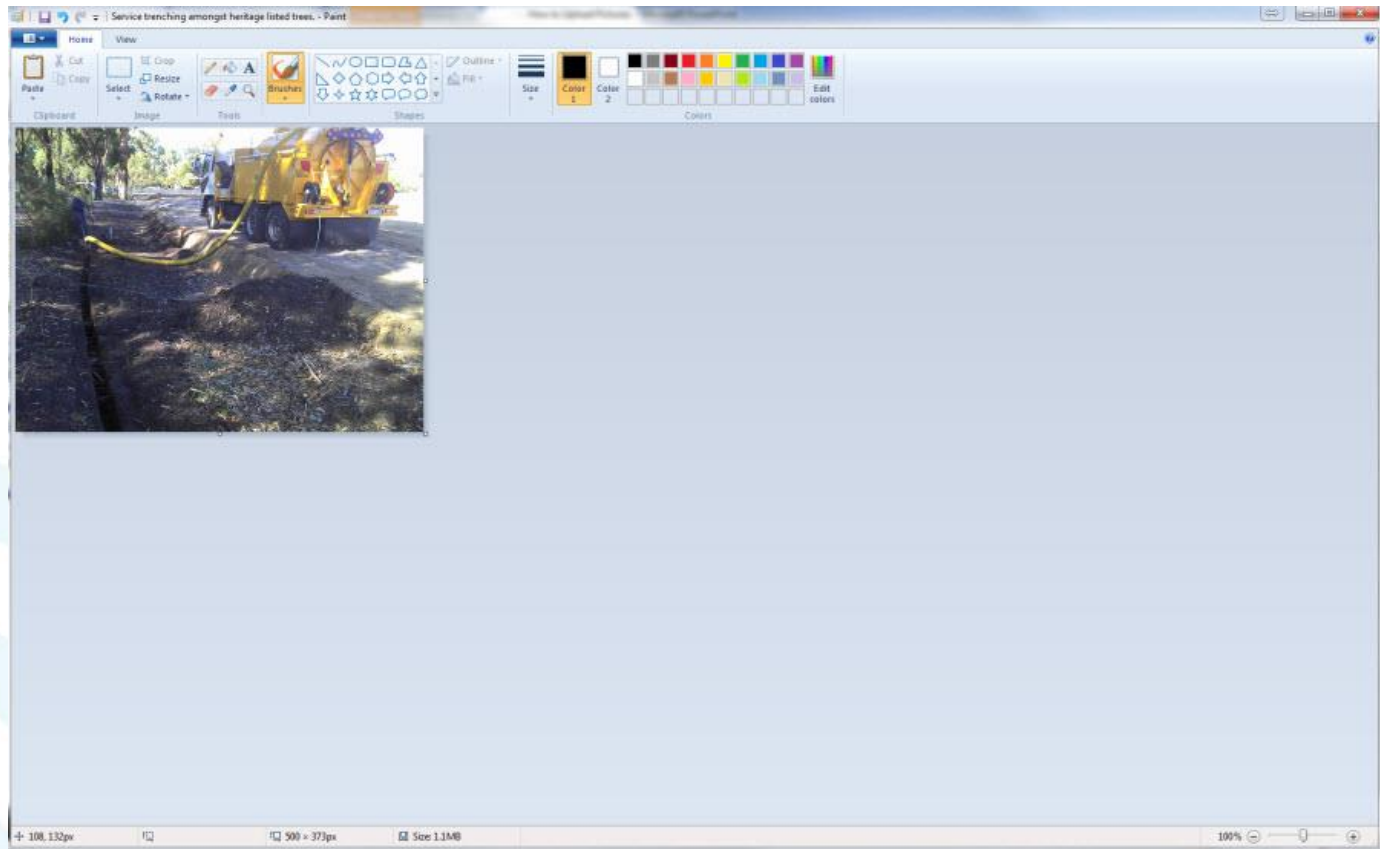 Service trenching amongst heritage listed trees. - Paint
Home View
Paste
Cut
Copy
Clipboard
Select
Crop
Resize
Rotate
Image
A
Tools
Brushes
Outline
Fill
Shapes
Size
Color 1
Color 2
Edit colors
Colors
108, 132px
500 × 373px
Size: 1.1MB
100%